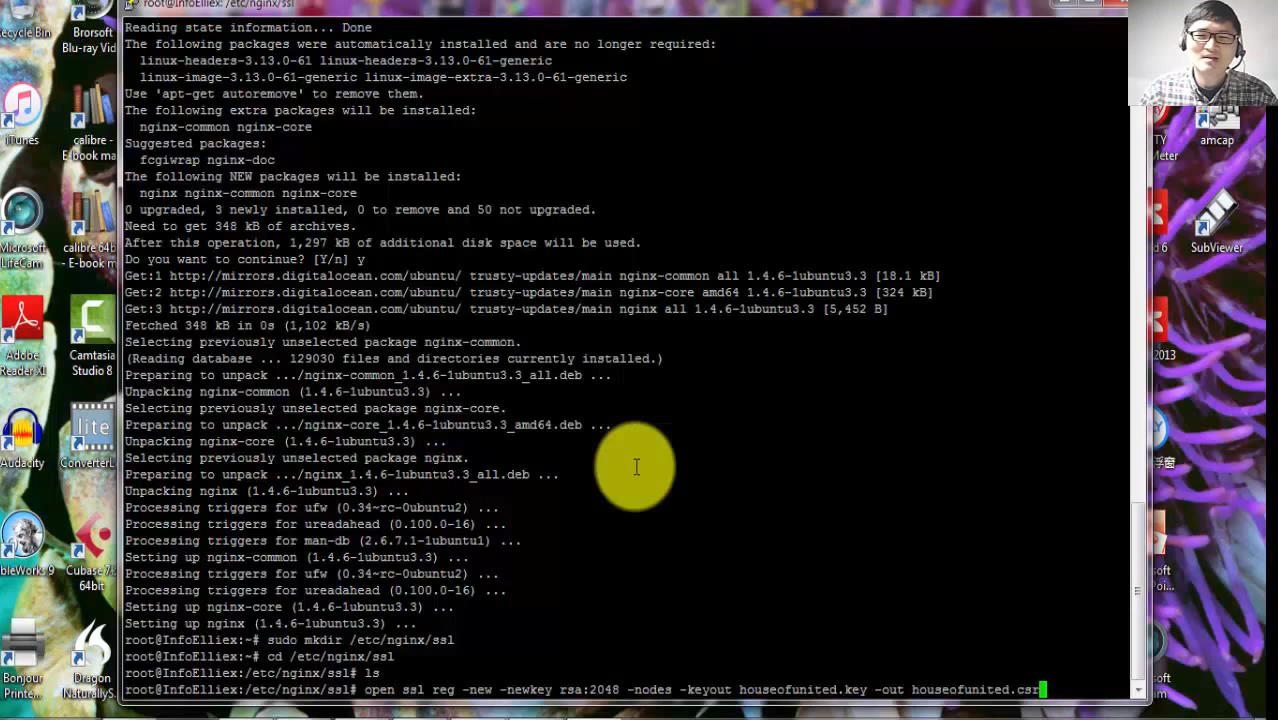 root@InfoElliex: /etc/nginx/ssl
Reading state information... Done
The following packages were automatically installed and are no longer required:
linux-headers-3.13.0-61 linux-headers-3.13.0-61-generic
linux-image-3.13.0-61-generic linux-image-extra-3.13.0-61-generic
Use 'apt-get autoremove' to remove them.
The following extra packages will be installed:
nginx-common nginx-core
Suggested packages:
fcgiwrap nginx-doc
The following NEW packages will be installed:
nginx nginx-common nginx-core
0 upgraded, 3 newly installed, 0 to remove and 50 not upgraded.
Need to get 348 kB of archives.
After this operation, 1,297 kB of additional disk space will be used.
Do you want to continue? [Y/n] y
Get:1 http://mirrors.digitalocean.com/ubuntu/ trusty-updates/main nginx-common all 1.4.6-1ubuntu3.3 [18.1 kB]
Get:2 http://mirrors.digitalocean.com/ubuntu/ trusty-updates/main nginx-core amd64 1.4.6-1ubuntu3.3 [324 kB]
Get:3 http://mirrors.digitalocean.com/ubuntu/ trusty-updates/main nginx all 1.4.6-1ubuntu3.3 [5,452 B]
Fetched 348 kB in 0s (1,102 kB/s)
Selecting previously unselected package nginx-common.
(Reading database ... 129030 files and directories currently installed.)
Preparing to unpack .../nginx-common_1.4.6-1ubuntu3.3_all.deb ...
Unpacking nginx-common (1.4.6-1ubuntu3.3) ...
Selecting previously unselected package nginx-core.
Preparing to unpack .../nginx-core_1.4.6-1ubuntu3.3_amd64.deb ...
Unpacking nginx-core (1.4.6-1ubuntu3.3) ...
Selecting previously unselected package nginx.
Preparing to unpack .../nginx_1.4.6-1ubuntu3.3_all.deb ...
Unpacking nginx (1.4.6-1ubuntu3.3) ...
Processing triggers for ufw (0.34~rc-0ubuntu2) ...
Processing triggers for ureadahead (0.100.0-16) ...
Processing triggers for man-db (2.6.7.1-1ubuntu1) ...
Setting up nginx-common (1.4.6-1ubuntu3.3) ...
Processing triggers for ufw (0.34~rc-0ubuntu2) ...
Processing triggers for ureadahead (0.100.0-16) ...
Setting up nginx-core (1.4.6-1ubuntu3.3) ...
Setting up nginx (1.4.6-1ubuntu3.3) ...
root@InfoElliex:~# sudo mkdir /etc/nginx/ssl
root@InfoElliex:~# cd /etc/nginx/ssl
root@InfoElliex:/etc/nginx/ssl# ls
root@InfoElliex:/etc/nginx/ssl# open ssl reg -new -newkey rsa:2048 -nodes -keyout houseofunited.key -out houseofunited.csr
ecycle Bin
Brorsoft
Blu-ray Vid
iTunes
calibre -
E-book ma
Microsoft
LifeCam
calibre 64b
E-book ma
Adobe
Reader XI
Camtasia
Studio 8
Audacity
lite
ConverterL
bleWorks 9
Cubase 7
64bit
Bonjour
Printe...
Dragon
NaturallyS
TY
Meter
amcap
d 6
SubViewer
2013
浮窗
soft
Poi...
soft